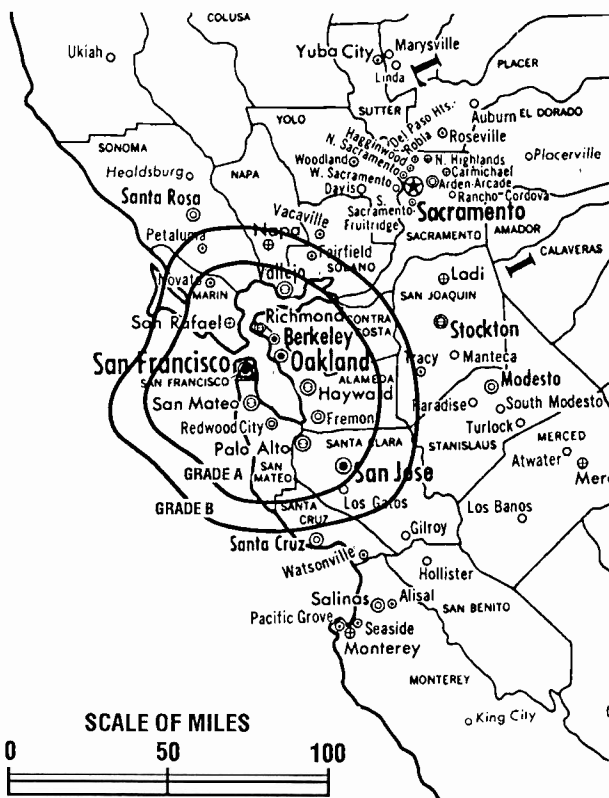 COLUSA
Ukiah
Yuba City
Marysville
Linda
PLACER
SUTTER
Auburn
EL DORADO
YOLO
Del Paso Hts.
Robla
Roseville
SONOMA
Hagginwood
N. Sacramento
N. Highlands
Placerville
NAPA
Woodland
Carmichael
Healdsburg
W. Sacramento
Arden-Arcade
Davis
Rancho-Cordova
Santa Rosa
S. Sacramento
Fruitridge
Sacramento
Vacaville
Napa
SACRAMENTO
AMADOR
Petaluma
Fairfield
CALAVERAS
SOLANO
Vallejo
Ladi
Novato
MARIN
SAN JOAQUIN
Richmond
CONTRA COSTA
San Rafael
Berkeley
Stockton
Oakland
San Francisco
Tracy
Manteca
SAN FRANCISCO
ALAMEDA
Hayward
Modesto
San Mateo
Paradise
South Modesto
Fremon
Redwood City
Turlock
Palo Alto
SANTA CLARA
STANISLAUS
MERCED
GRADE A
SAN MATEO
San Jose
Atwater
Merc
GRADE B
SANTA CRUZ
Los Gatos
Los Banos
Santa Cruz
Gilroy
Watsonville
Hollister
Salinas
Alisal
SAN BENITO
Pacific Grove
Seaside
Monterey
MONTEREY
King City
SCALE OF MILES
0 50 100